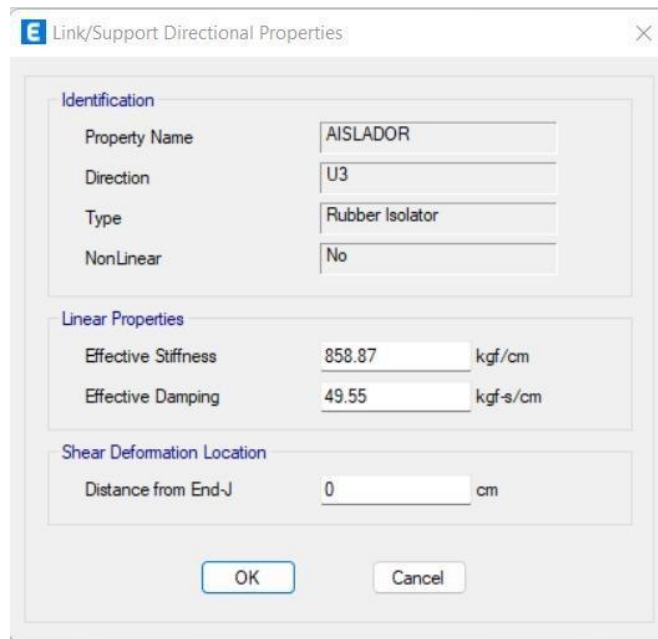 E Link/Support Directional Properties
Identification
Property Name AISLADOR
Direction U3
Type Rubber Isolator
NonLinear No
Linear Properties
Effective Stiffness 858.87 kgf/cm
Effective Damping 49.55 kgf-s/cm
Shear Deformation Location
Distance from End-J 0 cm
OK Cancel